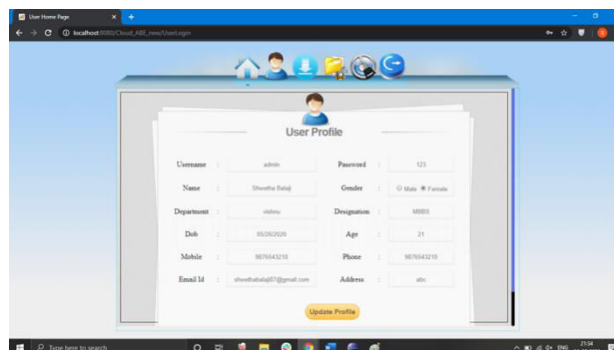 User Home Page
localhost:8080/Cloud_ABE_new/UserLogin
User Profile
Username : admin Password : 123
Name : Shwetha Balaji Gender : Male Female
Department : vishnu Designation : MBBS
Dob : 05/26/2020 Age : 21
Mobile : 9876543210 Phone : 9876543210
Email Id : shwethabalaji07@gmail.com Address : abc
Update Profile
Type here to search
ENG
21:54